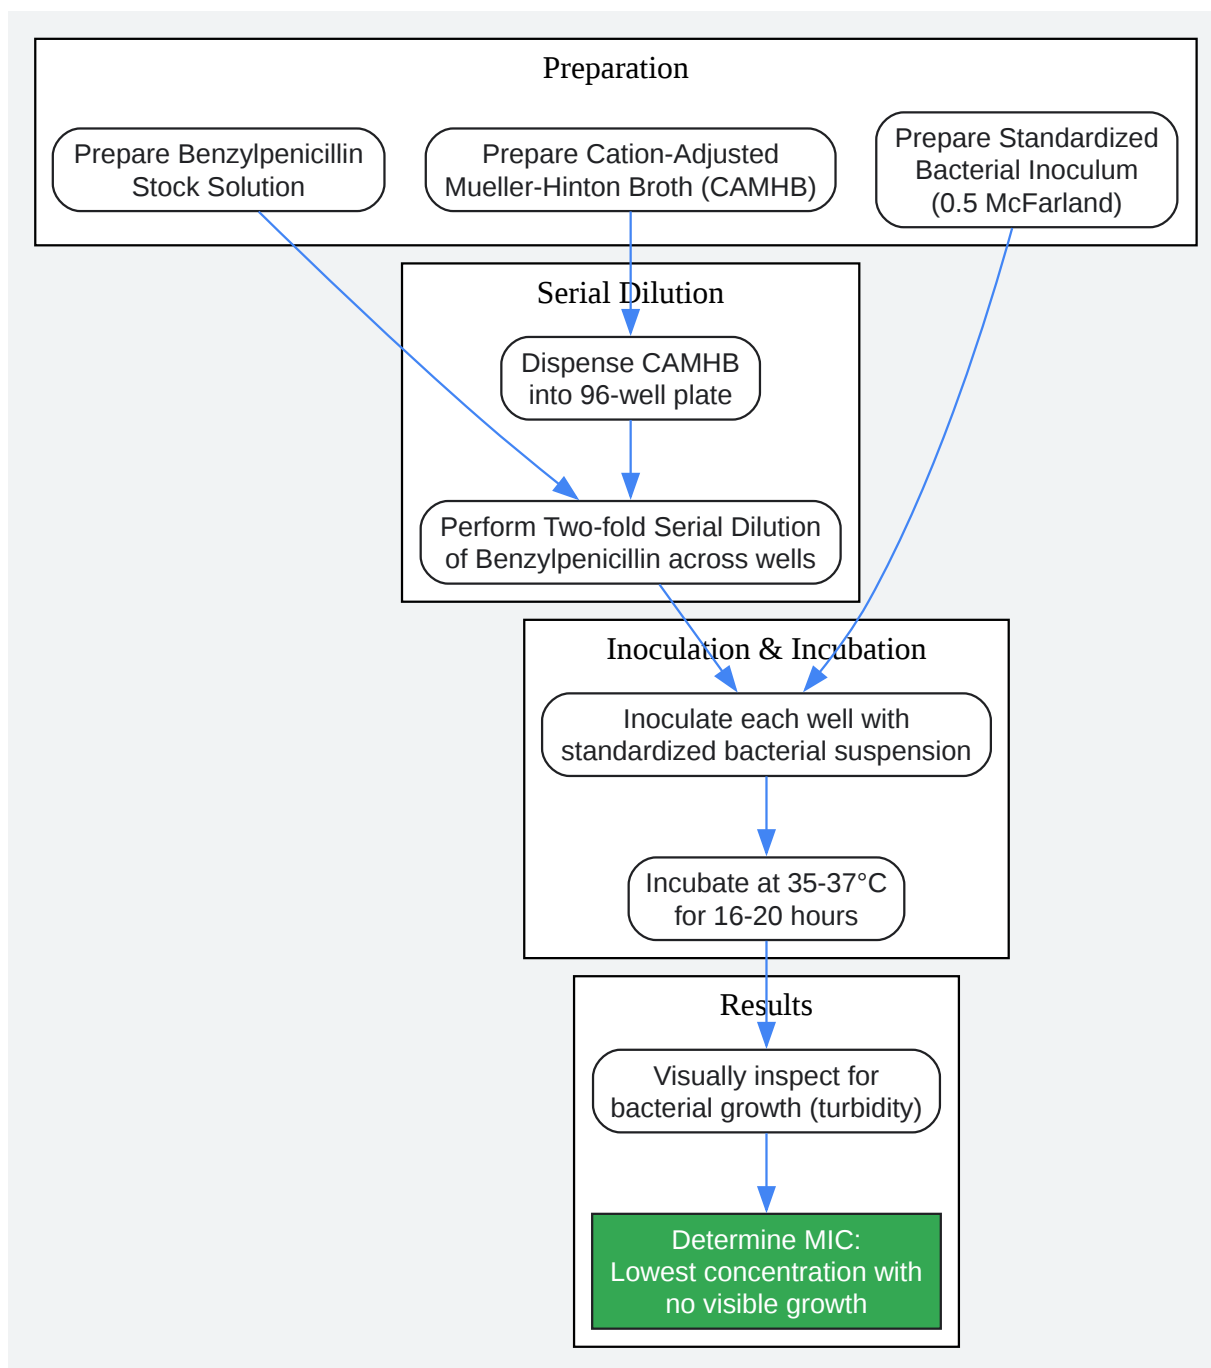 Preparation
Prepare Benzylpenicillin
Stock Solution
Prepare Cation-Adjusted
Mueller-Hinton Broth (CAMHB)
Prepare Standardized
Bacterial Inoculum
(0.5 McFarland)
Serial Dilution
Dispense CAMHB
into 96-well plate
Perform Two-fold Serial Dilution
of Benzylpenicillin across wells
Inoculation & Incubation
Inoculate each well with
standardized bacterial suspension
Incubate at 35-37°C
for 16-20 hours
Results
Visually inspect for
bacterial growth (turbidity)
Determine MIC:
Lowest concentration with
no visible growth